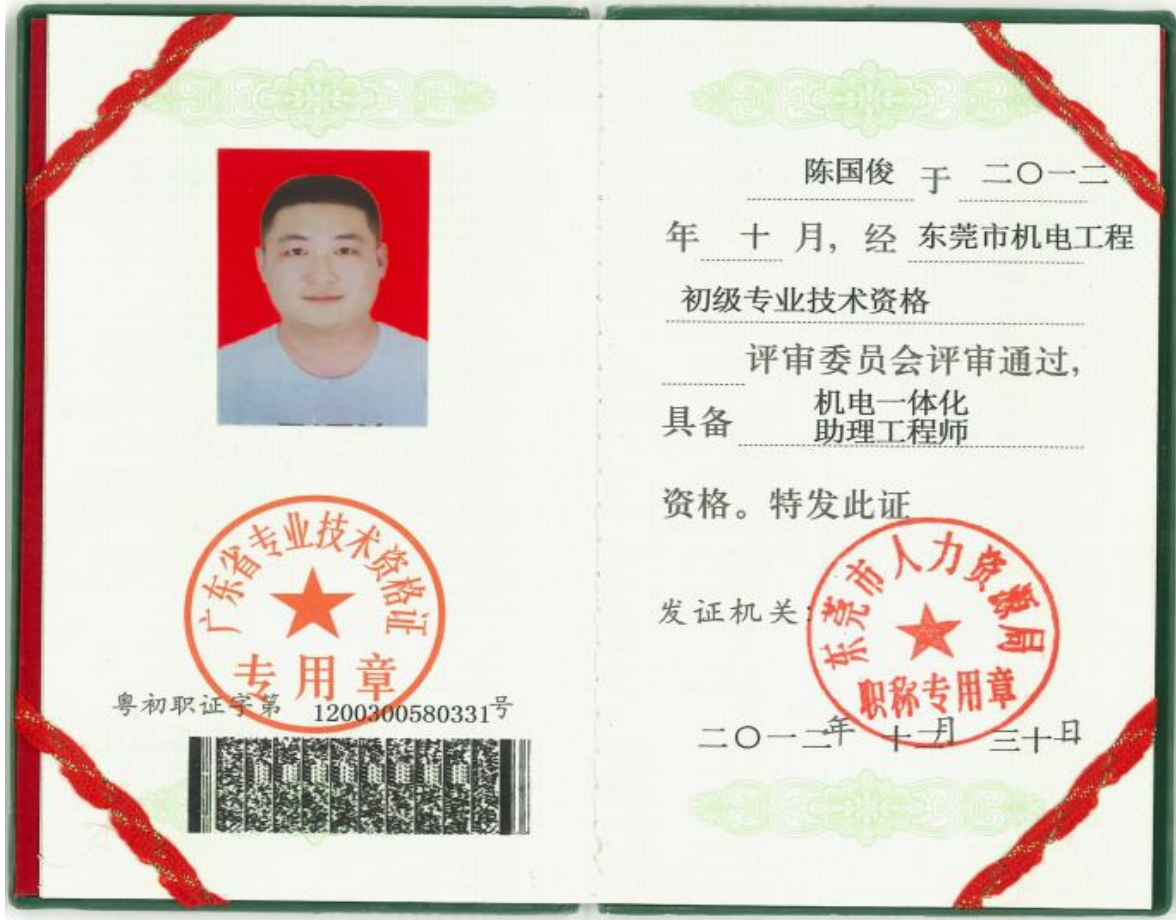 广东省专业技术资格证
专用章
粤初职证字第 1200300580331号
陈国俊 于 二〇一二
年 十 月, 经 东莞市机电工程
初级专业技术资格
评审委员会评审通过,
具备 机电一体化
助理工程师
资格。特发此证
发证机关:
东莞市人力资源局
职称专用章
二〇一二年 十二月 三十日